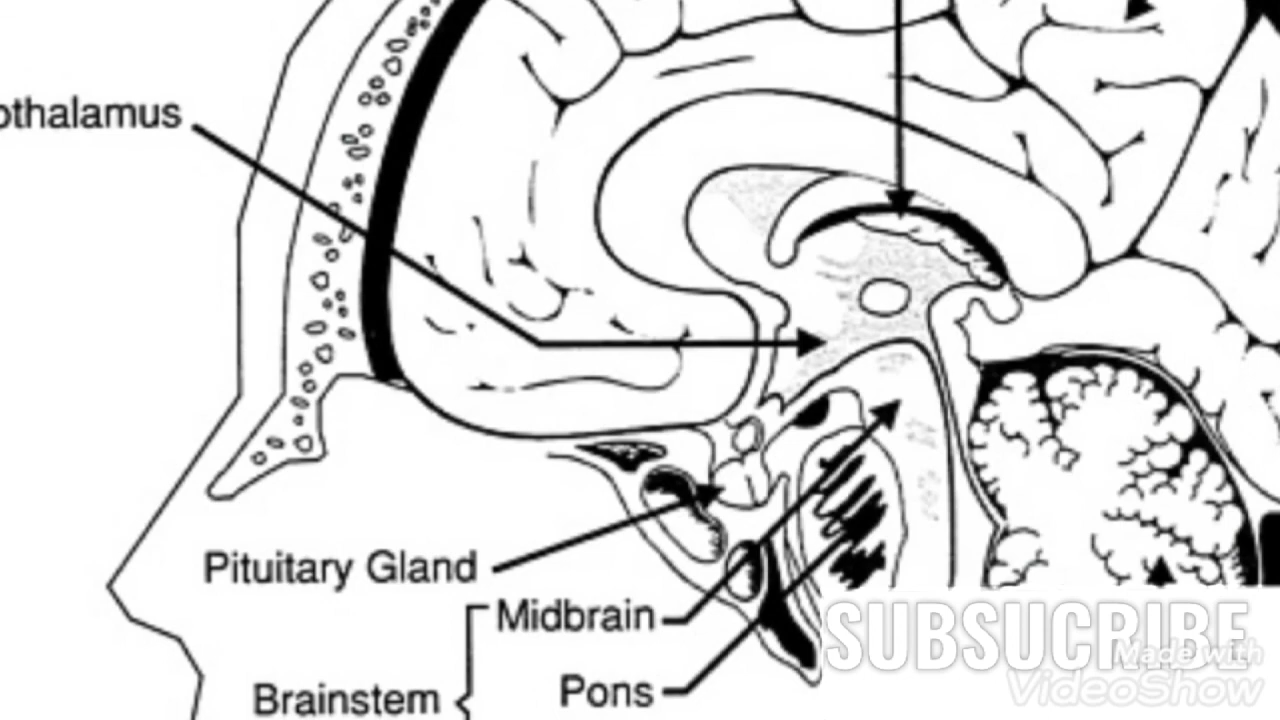 othalamus
Pituitary Gland
Midbrain
Brainstem
Pons
SUBSUCRIBE
Made with
VideoShow